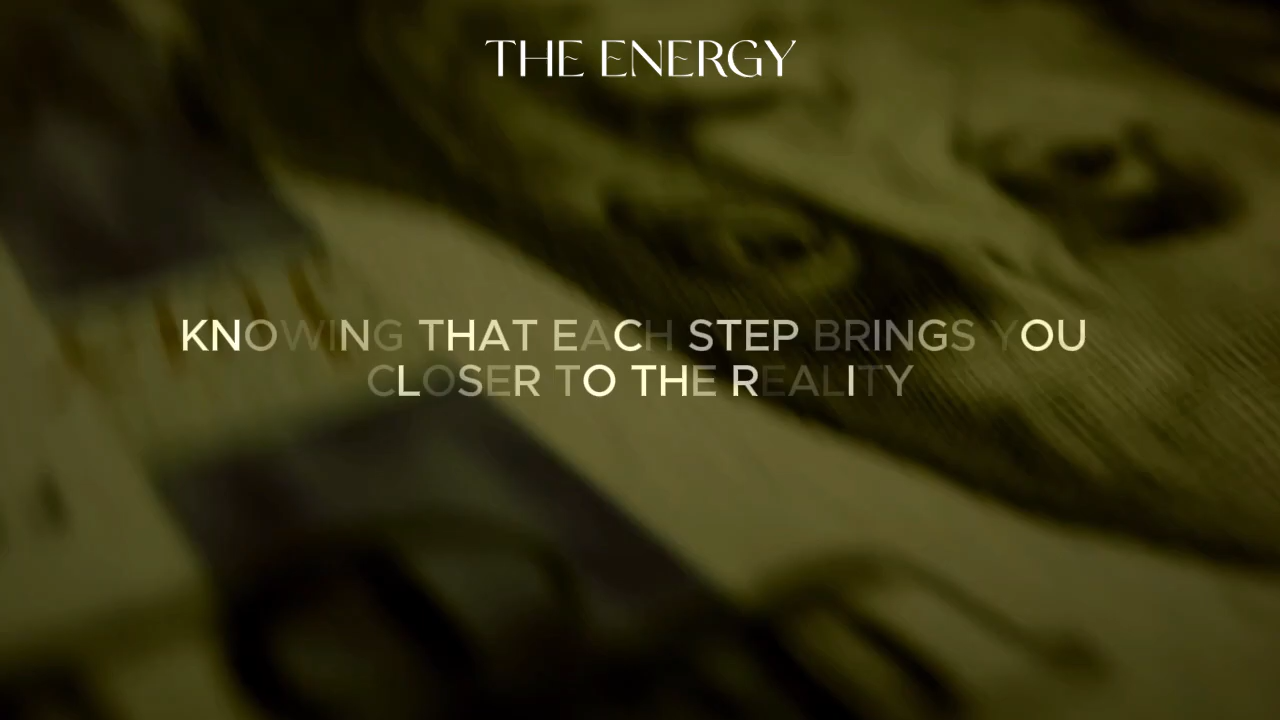 THE ENERGY
KNOWING THAT EACH STEP BRINGS YOU
CLOSER TO THE REALITY